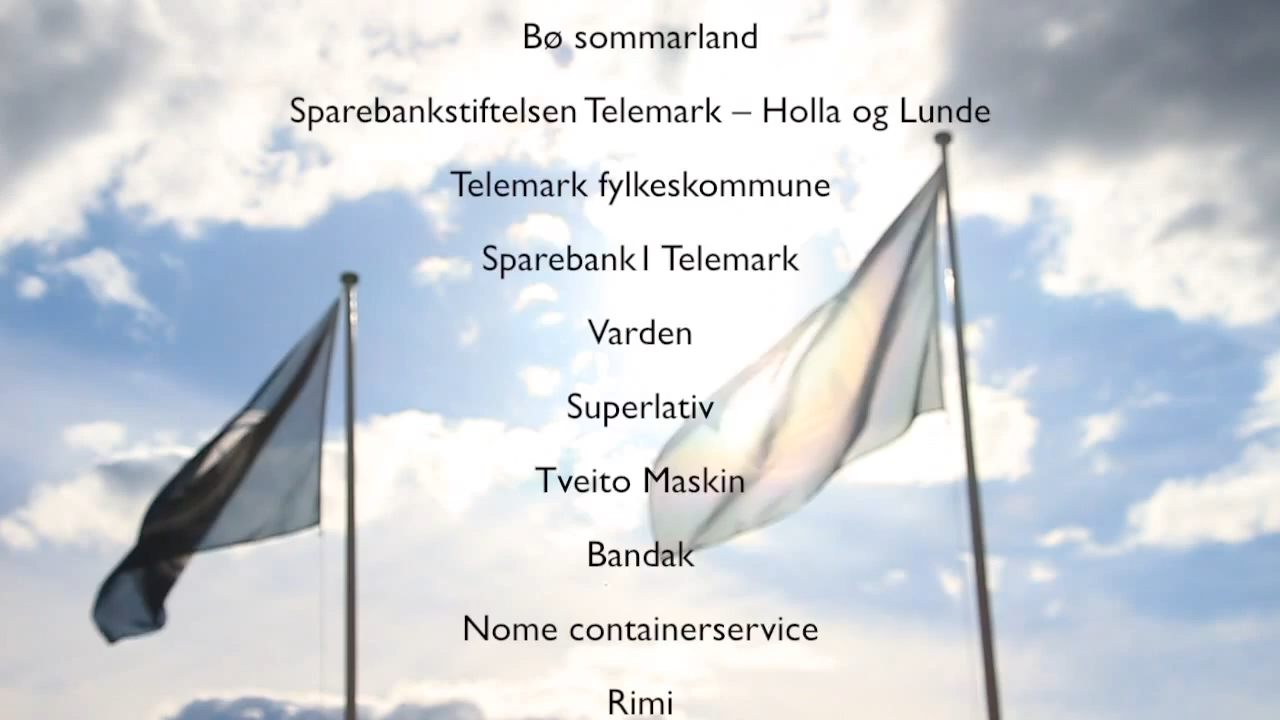 Bø sommarland
Sparebankstiftelsen Telemark – Holla og Lunde
Telemark fylkeskommune
Sparebank1 Telemark
Varden
Superlativ
Tveito Maskin
Bandak
Nome containerservice
Rimi